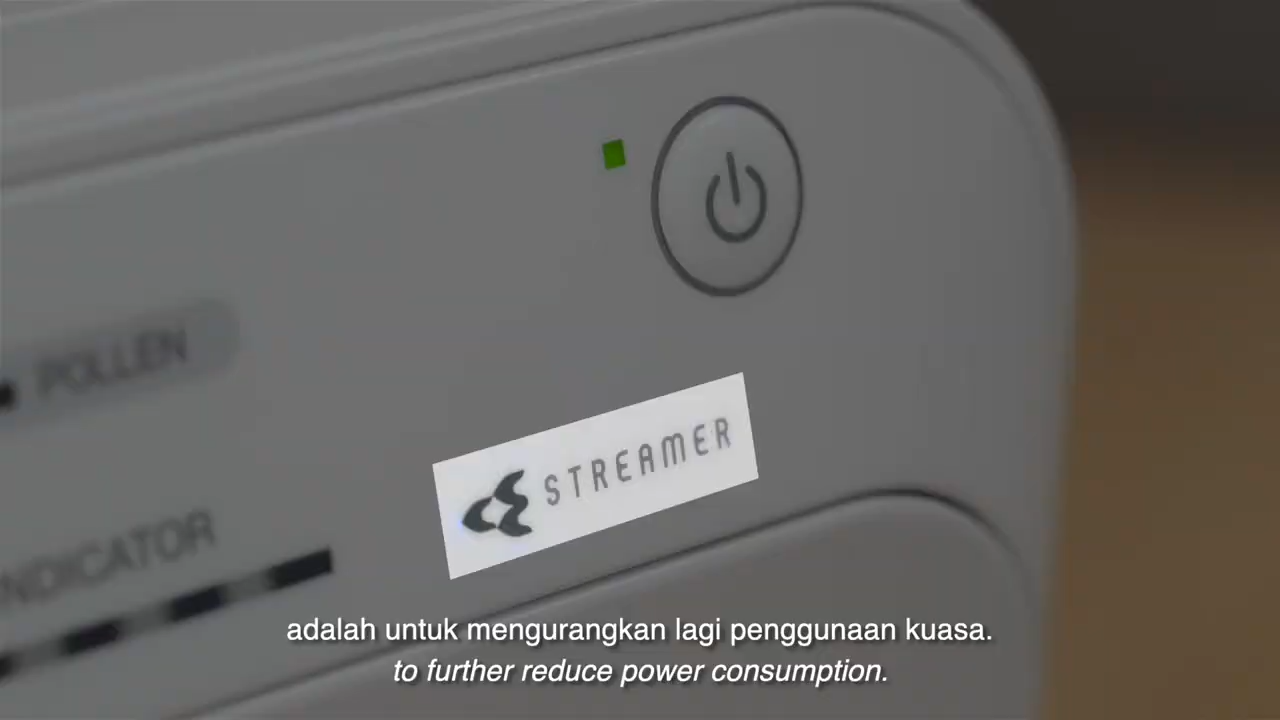 POLLEN
STREAMER
INDICATOR
adalah untuk mengurangkan lagi penggunaan kuasa.
to further reduce power consumption.